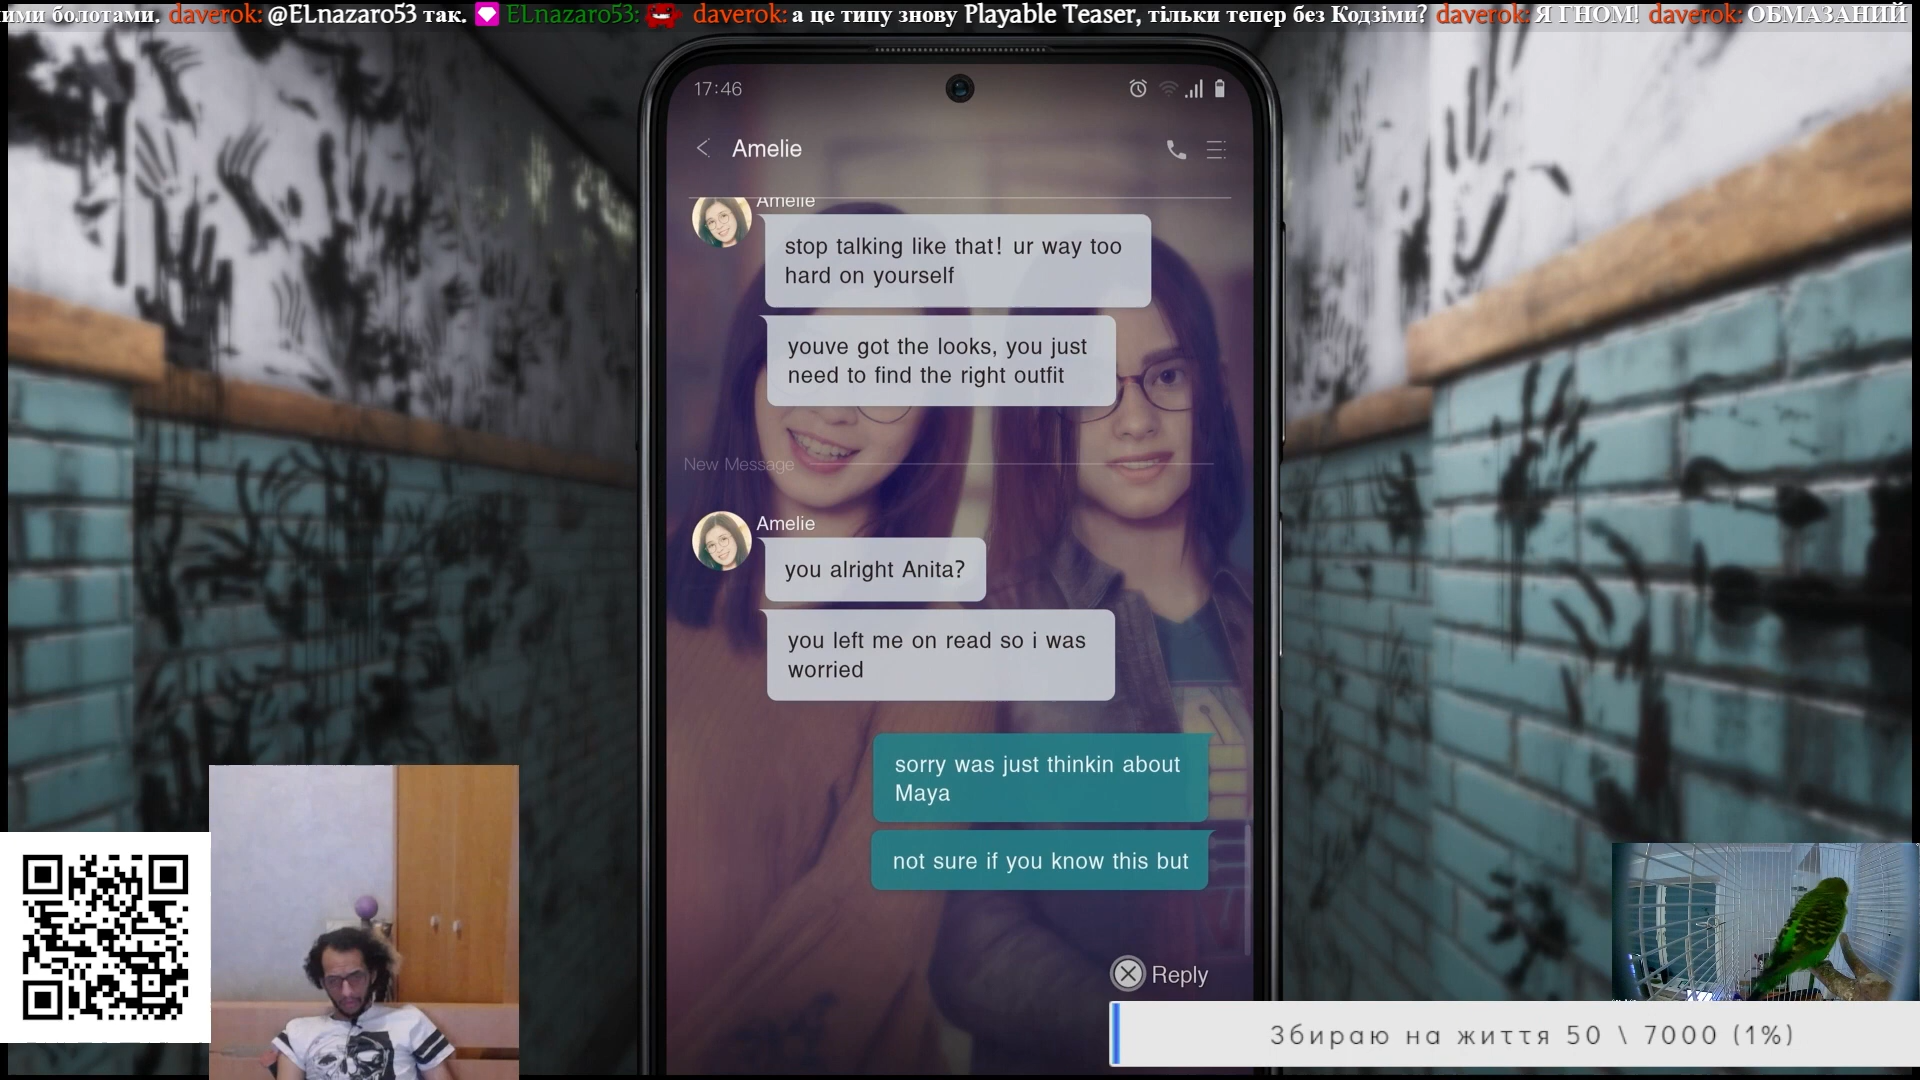 ими болотами. daverok: @ELnazaro53 так. ELnazaro53: daverok: а це типу знову Playable Teaser, тільки тепер без Кодзіми? daverok: Я ГНОМ! daverok: ОБМАЗАНИЙ
17:46
Amelie
Amelie
stop talking like that! ur way too
hard on yourself
youve got the looks, you just
need to find the right outfit
New Message
Amelie
you alright Anita?
you left me on read so i was
worried
sorry was just thinkin about
Maya
not sure if you know this but
Reply
Збираю на життя 50 \ 7000 (1%)